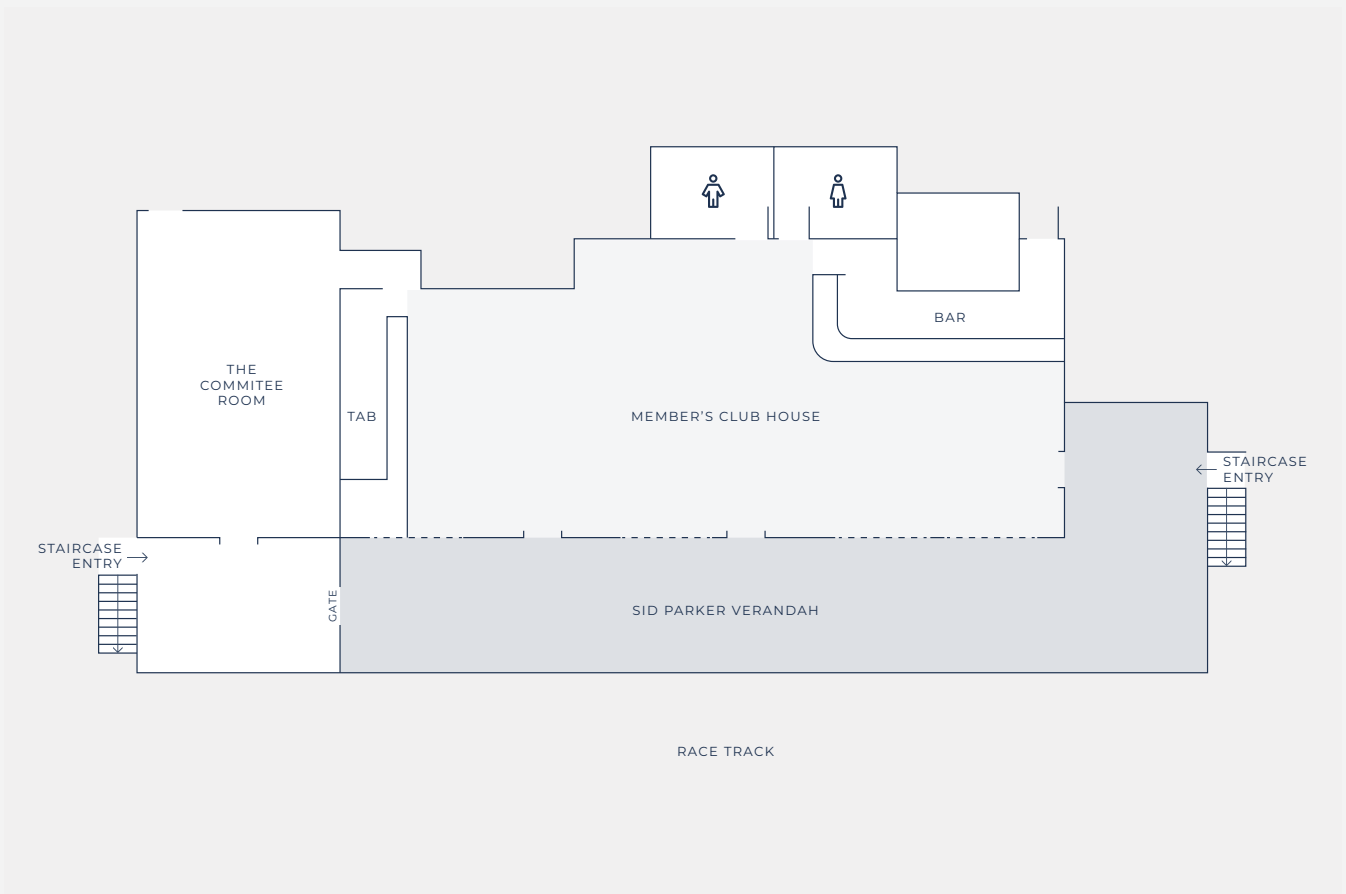 BAR
THE
COMMITEE
ROOM
TAB
MEMBER’S CLUB HOUSE
STAIRCASE
ENTRY
STAIRCASE
ENTRY
GATE
SID PARKER VERANDAH
RACE TRACK